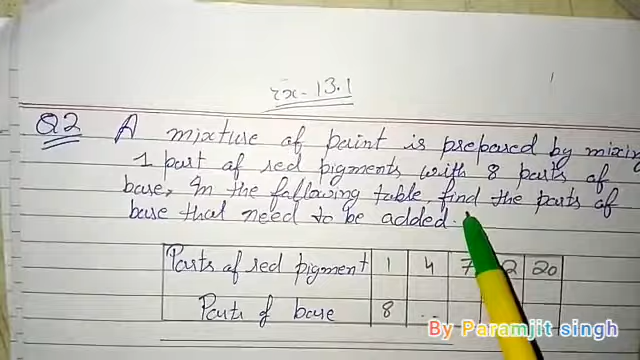 Ex-13.1
Q2 A mixture of paint is prepared by mixing
1 part of red pigments with 8 parts of
base. In the following table, find the parts of
base that need to be added.
Parts of red pigment 1 4 7 2 20
Parts of base 8 ..
By Paramjit singh